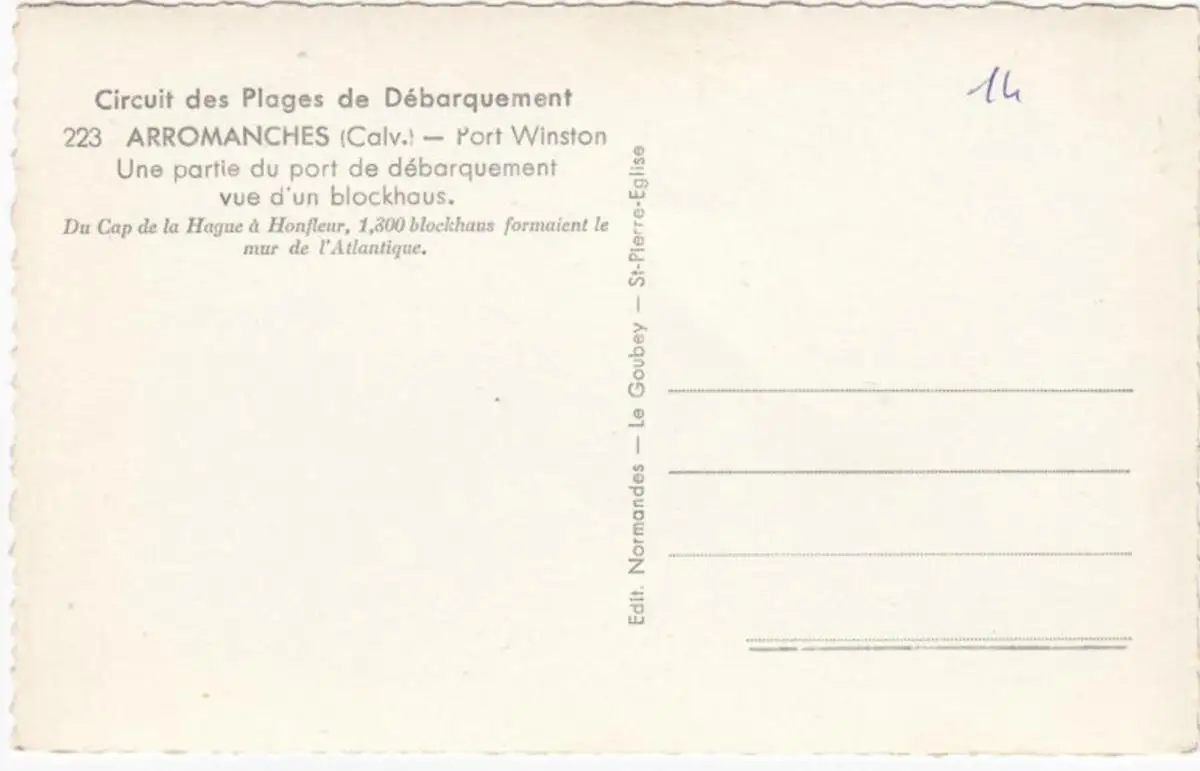 Circuit des Plages de Débarquement
223 ARROMANCHES (Calv.) — Port Winston
Une partie du port de débarquement
vue d'un blockhaus.
Du Cap de la Hague à Honfleur, 1,300 blockhaus formaient le
mur de l'Atlantique.
Edit. Normandes — Le Goubey — St-Pierre-Eglise
14